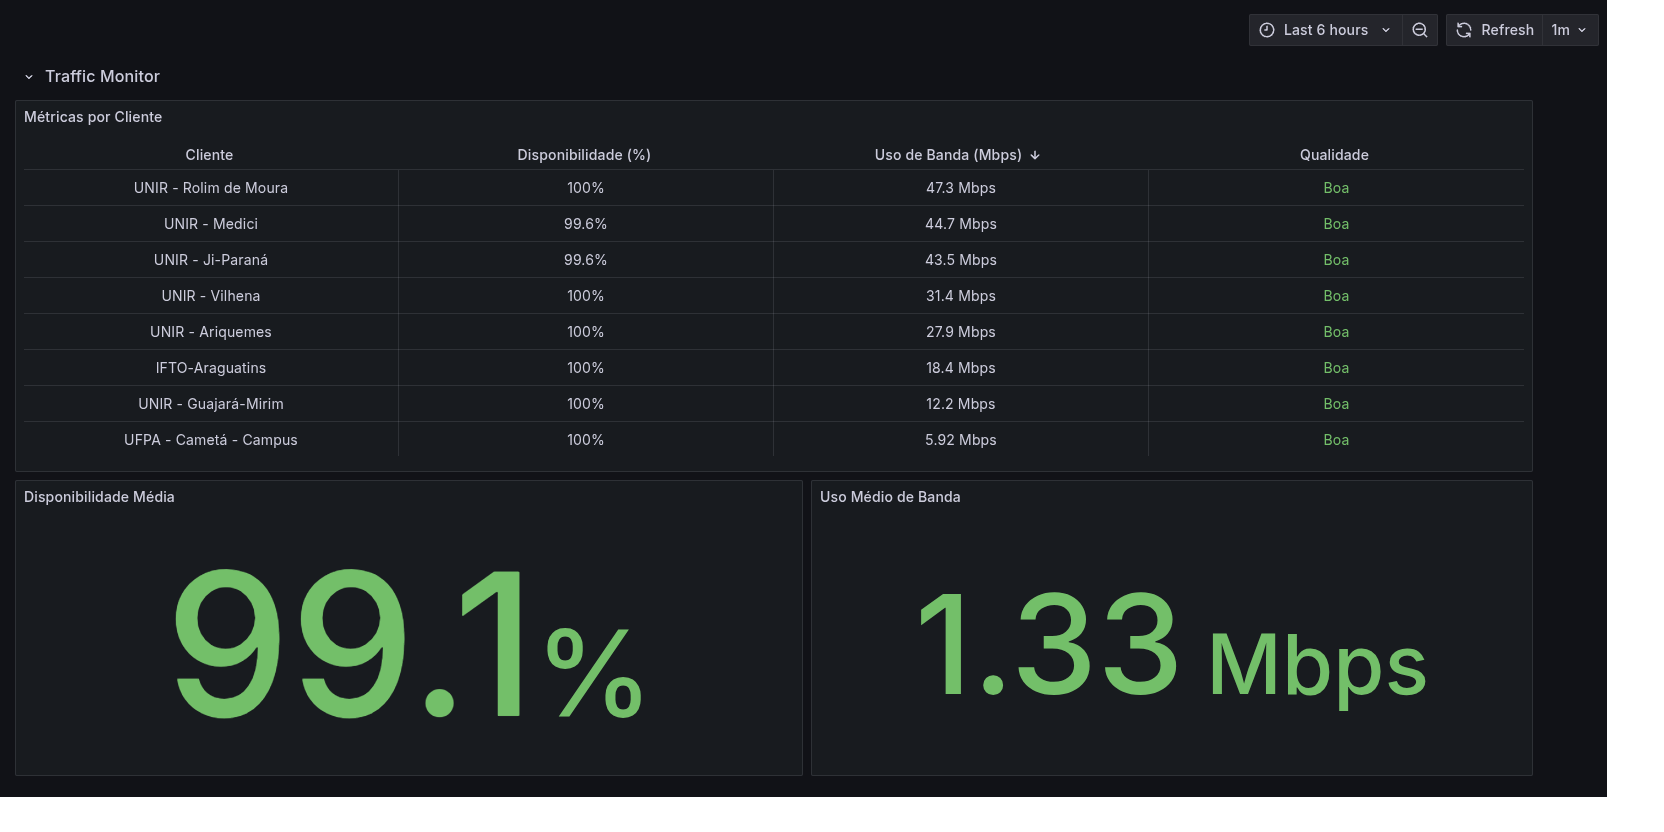 Last 6 hours Refresh 1m
Traffic Monitor
Métricas por Cliente
Cliente Disponibilidade (%) Uso de Banda (Mbps) Qualidade
UNIR - Rolim de Moura 100% 47.3 Mbps Boa
UNIR - Medici 99.6% 44.7 Mbps Boa
UNIR - Ji-Paraná 99.6% 43.5 Mbps Boa
UNIR - Vilhena 100% 31.4 Mbps Boa
UNIR - Ariquemes 100% 27.9 Mbps Boa
IFTO-Araguatins 100% 18.4 Mbps Boa
UNIR - Guajará-Mirim 100% 12.2 Mbps Boa
UFPA - Cametá - Campus 100% 5.92 Mbps Boa
Disponibilidade Média
99.1%
Uso Médio de Banda
1.33 Mbps